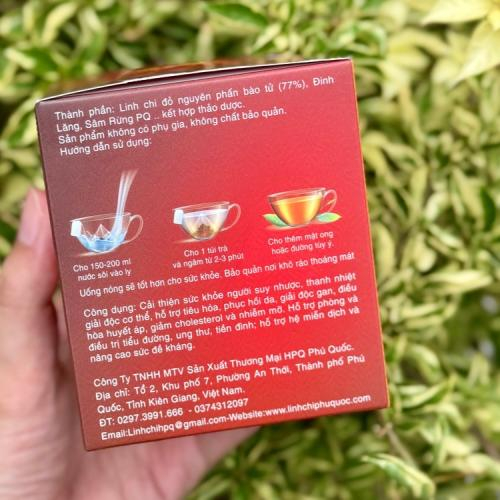 Thành phần: Linh chi đỏ nguyên phấn bào tử (77%), Đinh
Lăng, Sâm Rừng PQ .. kết hợp thảo dược.
Sản phẩm không có phụ gia, không chất bảo quản.
Hướng dẫn sử dụng:
Cho 150-200 ml
nước sôi vào ly
Cho 1 túi trà
và ngâm từ 2-3 phút
Cho thêm mật ong
hoặc đường tùy ý.
Uống nóng sẽ tốt hơn cho sức khỏe. Bảo quản nơi khô ráo thoáng mát
Công dụng: Cải thiện sức khỏe người suy nhược, thanh nhiệt
giải độc cơ thể, hỗ trợ tiêu hóa, phục hồi da, giải độc gan, điều
hòa huyết áp, giảm cholesterol và nhiễm mỡ. Hỗ trợ phòng và
điều trị tiểu đường, ung thư, tiền đình; hỗ trợ hệ miễn dịch và
nâng cao sức đề kháng.
Công Ty TNHH MTV Sản Xuất Thương Mại HPQ Phú Quốc.
Địa chỉ: Tổ 2, Khu phố 7, Phường An Thới, Thành phố Phú
Quốc, Tỉnh Kiên Giang, Việt Nam.
ĐT: 0297.3991.666 - 0374312097
Email:Linhchihpq@gmail.com-Website:www.linhchiphuquoc.com